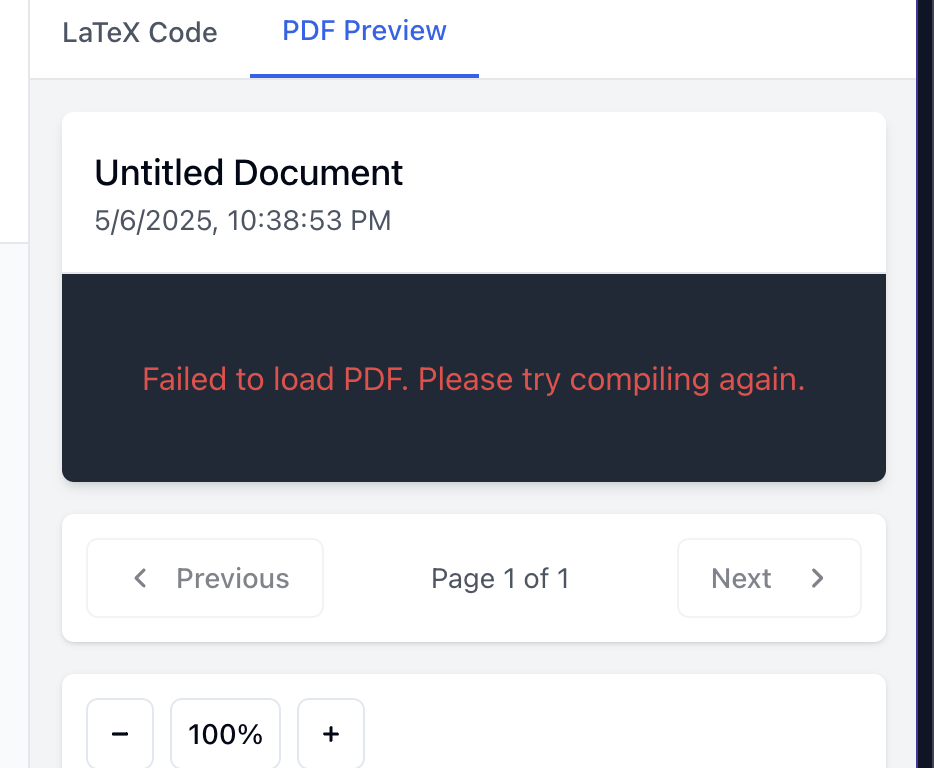 LaTeX Code
PDF Preview
Untitled Document
5/6/2025, 10:38:53 PM
Failed to load PDF. Please try compiling again.
Previous
Page 1 of 1
Next
− 100% +